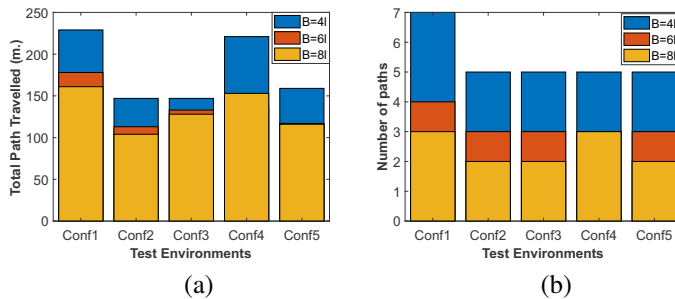 250
200
150
100
50
0
Total Path Travelled (m.)
B=4l
B=6l
B=8l
Conf1 Conf2 Conf3 Conf4 Conf5
Test Environments
(a)
7
6
5
4
3
2
1
0
Number of paths
B=4l
B=6l
B=8l
Conf1 Conf2 Conf3 Conf4 Conf5
Test Environments
(b)